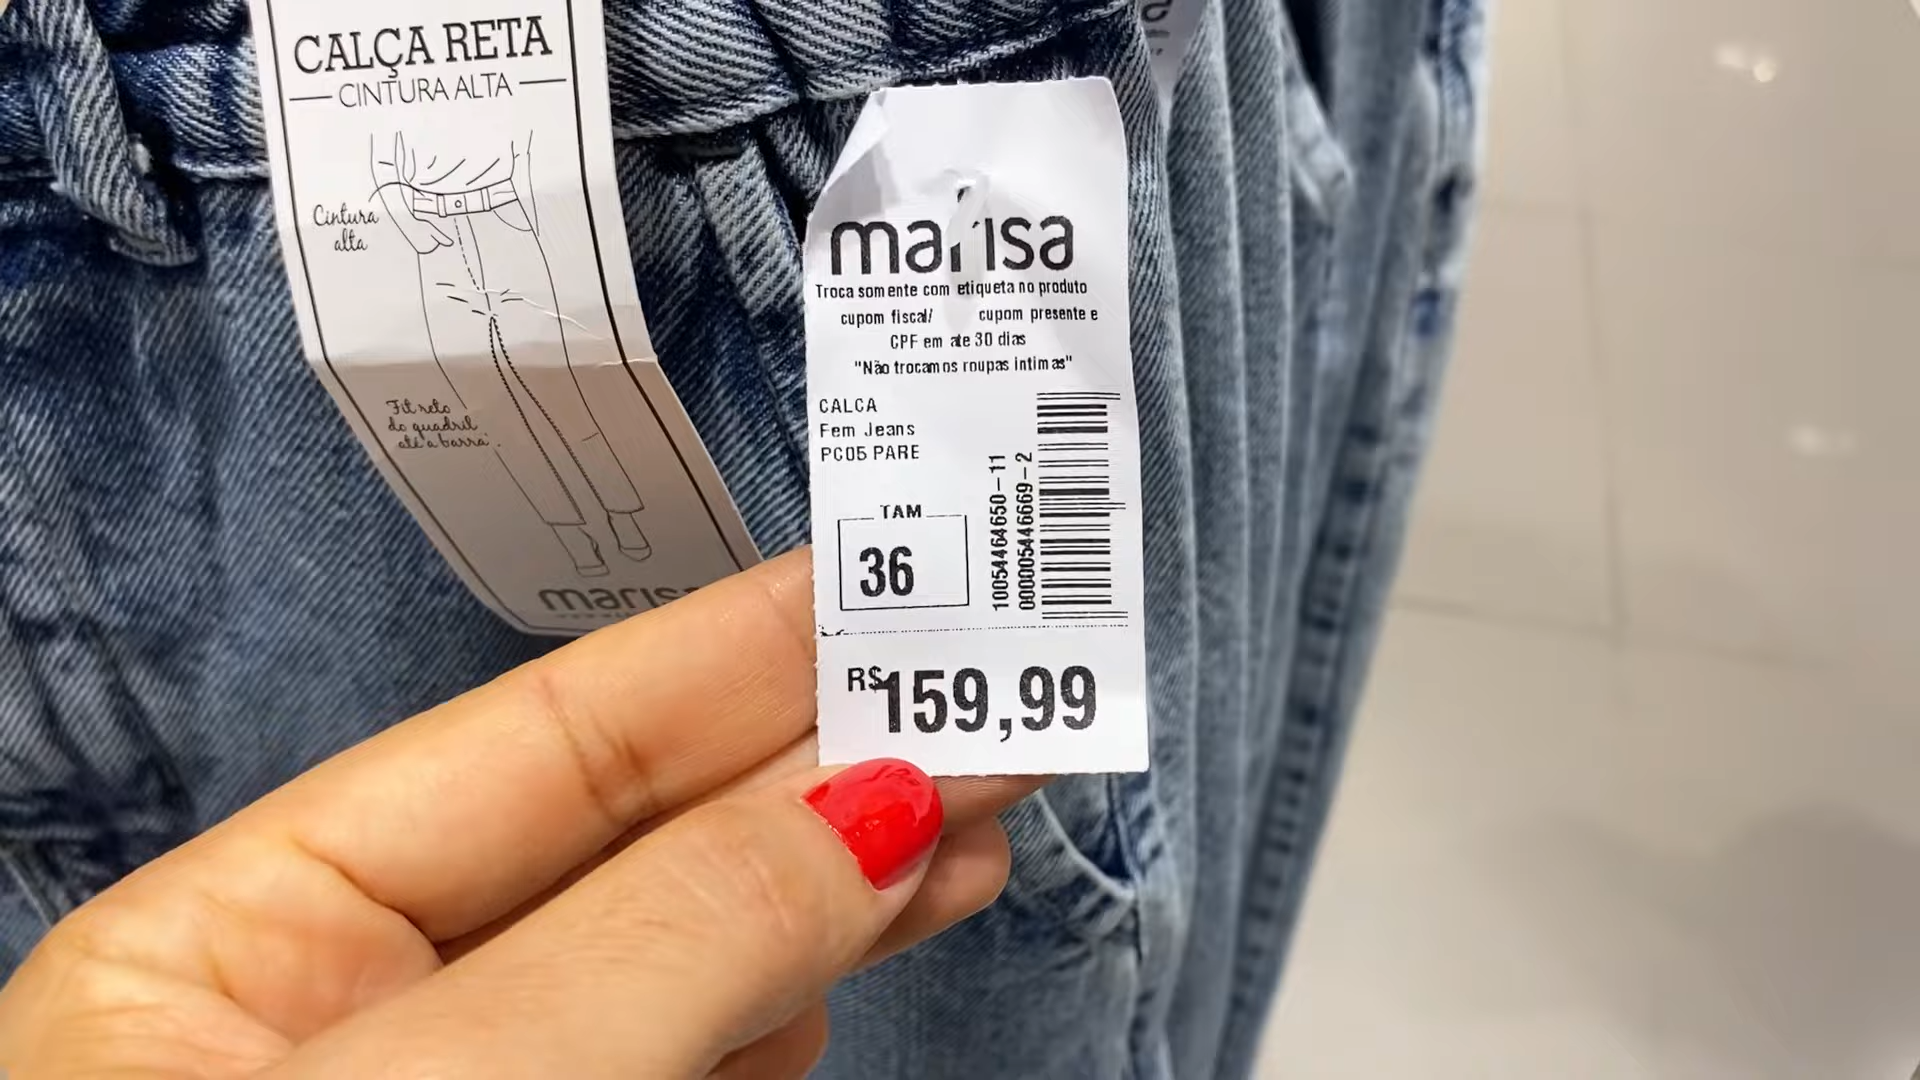 CALÇA RETA
CINTURA ALTA
Cintura
alta
Fit reto
do quadril
até a barra
marisa
marisa
Troca somente com etiqueta no produto
cupom fiscal/ cupom presente e
CPF em ate 30 dias
"Não trocamos roupas intimas"
CALCA
Fem Jeans
PC05 PARE
TAM
36
1005464650-11
000005446669-2
R$159,99